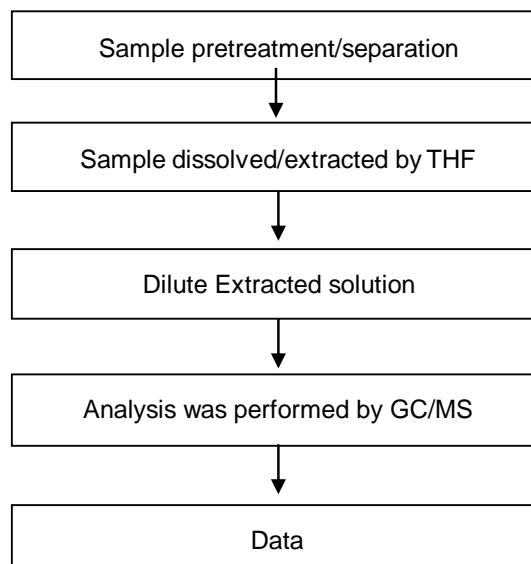 Sample pretreatment/separation
Sample dissolved/extracted by THF
Dilute Extracted solution
Analysis was performed by GC/MS
Data